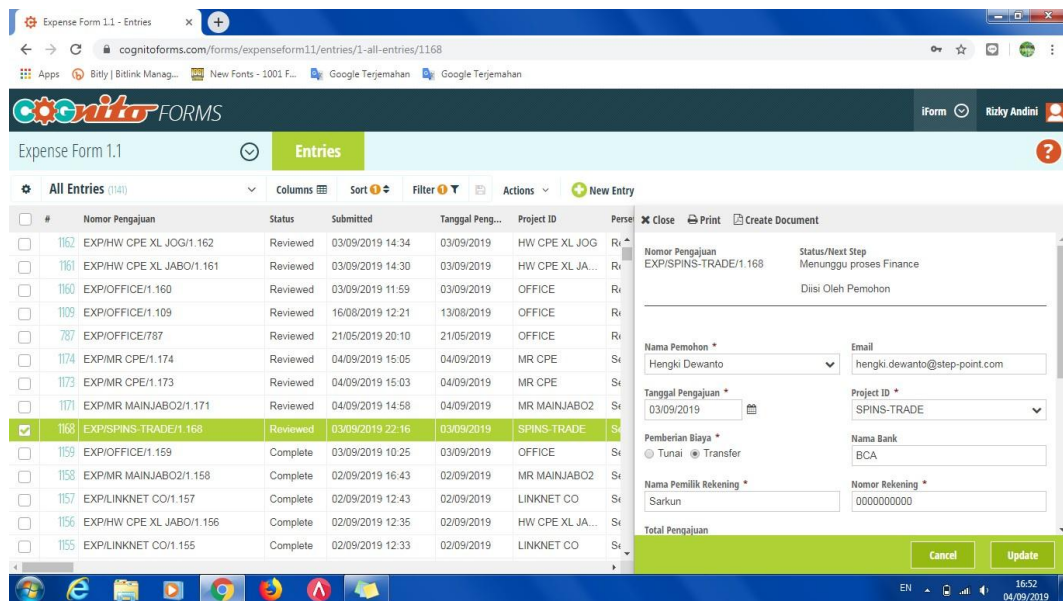 Expense Form 1.1 - Entries
cognitoforms.com/forms/expenseform11/entries/1-all-entries/1168
Apps Bitly | Bitlink Manag... New Fonts - 1001 F... Google Terjemahan Google Terjemahan
cognito FORMS
iForm Rizky Andini
Expense Form 1.1 Entries ?
All Entries (1141) Columns Sort 1 Filter 1 Actions New Entry
# Nomor Pengajuan Status Submitted Tanggal Peng... Project ID Perse
1162 EXP/HW CPE XL JOG/1.162 Reviewed 03/09/2019 14:34 03/09/2019 HW CPE XL JOG
1161 EXP/HW CPE XL JABO/1.161 Reviewed 03/09/2019 14:30 03/09/2019 HW CPE XL JA...
1160 EXP/OFFICE/1.160 Reviewed 03/09/2019 11:59 03/09/2019 OFFICE
1109 EXP/OFFICE/1.109 Reviewed 16/08/2019 12:21 13/08/2019 OFFICE
787 EXP/OFFICE/787 Reviewed 21/05/2019 20:10 21/05/2019 OFFICE
1174 EXP/MR CPE/1.174 Reviewed 04/09/2019 15:05 04/09/2019 MR CPE Se
1173 EXP/MR CPE/1.173 Reviewed 04/09/2019 15:03 04/09/2019 MR CPE Se
1171 EXP/MR MAINJABO2/1.171 Reviewed 04/09/2019 14:58 04/09/2019 MR MAINJABO2 Se
1168 EXP/SPINS-TRADE/1.168 Reviewed 03/09/2019 22:16 03/09/2019 SPINS-TRADE Se
1159 EXP/OFFICE/1.159 Complete 03/09/2019 10:25 03/09/2019 OFFICE Se
1158 EXP/MR MAINJABO2/1.158 Complete 02/09/2019 16:43 02/09/2019 MR MAINJABO2 Se
1157 EXP/LINKNET CO/1.157 Complete 02/09/2019 12:43 02/09/2019 LINKNET CO Se
1156 EXP/HW CPE XL JABO/1.156 Complete 02/09/2019 12:35 02/09/2019 HW CPE XL JA... Se
1155 EXP/LINKNET CO/1.155 Complete 02/09/2019 12:33 02/09/2019 LINKNET CO Se
Close Print Create Document
Nomor Pengajuan Status/Next Step
EXP/SPINS-TRADE/1.168 Menunggu proses Finance
Diisi Oleh Pemohon
Nama Pemohon * Email
Hengki Dewanto hengki.dewanto@step-point.com
Tanggal Pengajuan * Project ID *
03/09/2019 SPINS-TRADE
Pemberian Biaya * Nama Bank
Tunai Transfer BCA
Nama Pemilik Rekening * Nomor Rekening *
Sarkun 0000000000
Total Pengajuan
Cancel Update
EN 16:52
04/09/2019